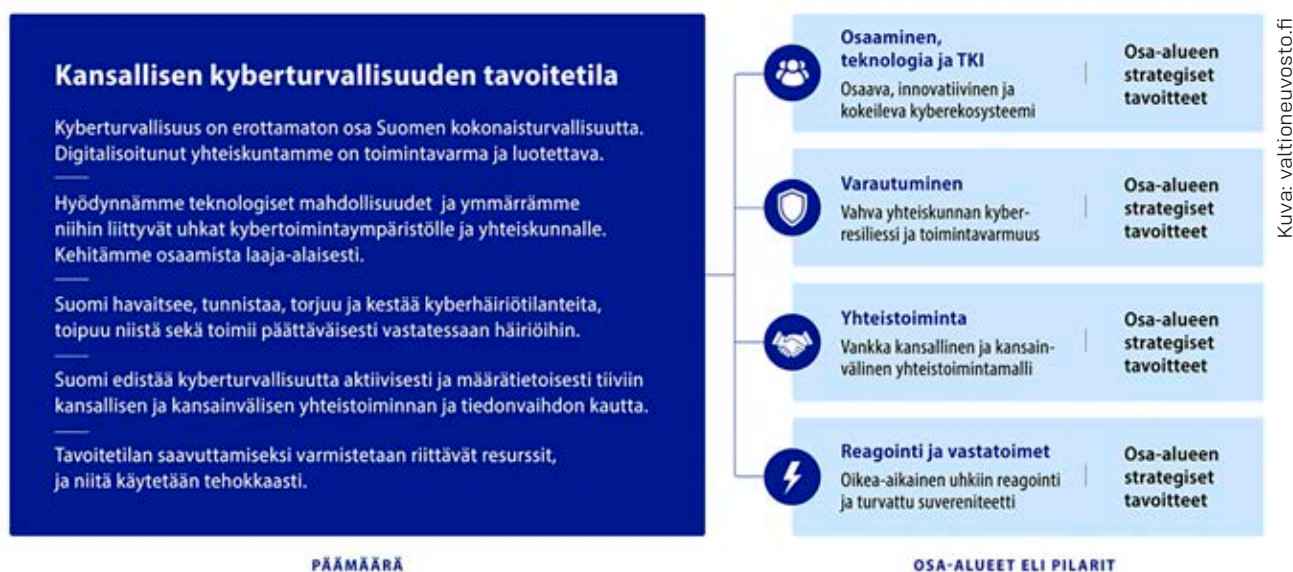 Kansallisen kyberturvallisuuden tavoitetila
Kyberturvallisuus on erottamaton osa Suomen kokonaisturvallisuutta.
Digitalisoitunut yhteiskuntamme on toimintavarma ja luotettava.
Hyödynnämme teknologiset mahdollisuudet ja ymmärrämme
niihin liittyvät uhkat kybertoimintaympäristölle ja yhteiskunnalle.
Kehitämme osaamista laaja-alaisesti.
Suomi havaitsee, tunnistaa, torjuu ja kestää kyberhäiriötilanteita,
toipuu niistä sekä toimii päättäväisesti vastatessaan häiriöihin.
Suomi edistää kyberturvallisuutta aktiivisesti ja määrätietoisesti tiiviin
kansallisen ja kansainvälisen yhteistoiminnan ja tiedonvaihdon kautta.
Tavoitetilan saavuttamiseksi varmistetaan riittävät resurssit,
ja niitä käytetään tehokkaasti.
PÄÄMÄÄRÄ
Osaaminen,
teknologia ja TKI
Osaava, innovatiivinen ja
kokeileva kyberekosysteemi
Osa-alueen
strategiset
tavoitteet
Varautuminen
Vahva yhteiskunnan kyber-
resiliessi ja toimintavarmuus
Osa-alueen
strategiset
tavoitteet
Yhteistoiminta
Vankka kansallinen ja kansain-
välinen yhteistoimintamalli
Osa-alueen
strategiset
tavoitteet
Reagointi ja vastatoimet
Oikea-aikainen uhkiin reagointi
ja turvattu suvereniteetti
Osa-alueen
strategiset
tavoitteet
OSA-ALUEET ELI PILARIT
Kuva: valtioneuvosto.fi